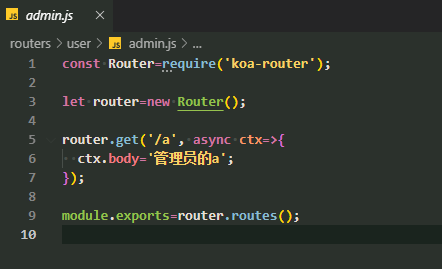 JS admin.js ×
routers > user > JS admin.js > ...
1 const Router=require('koa-router');
2
3 let router=new Router();
4
5 router.get('/a', async ctx=>{
6 ctx.body='管理员的a';
7 });
8
9 module.exports=router.routes();
10